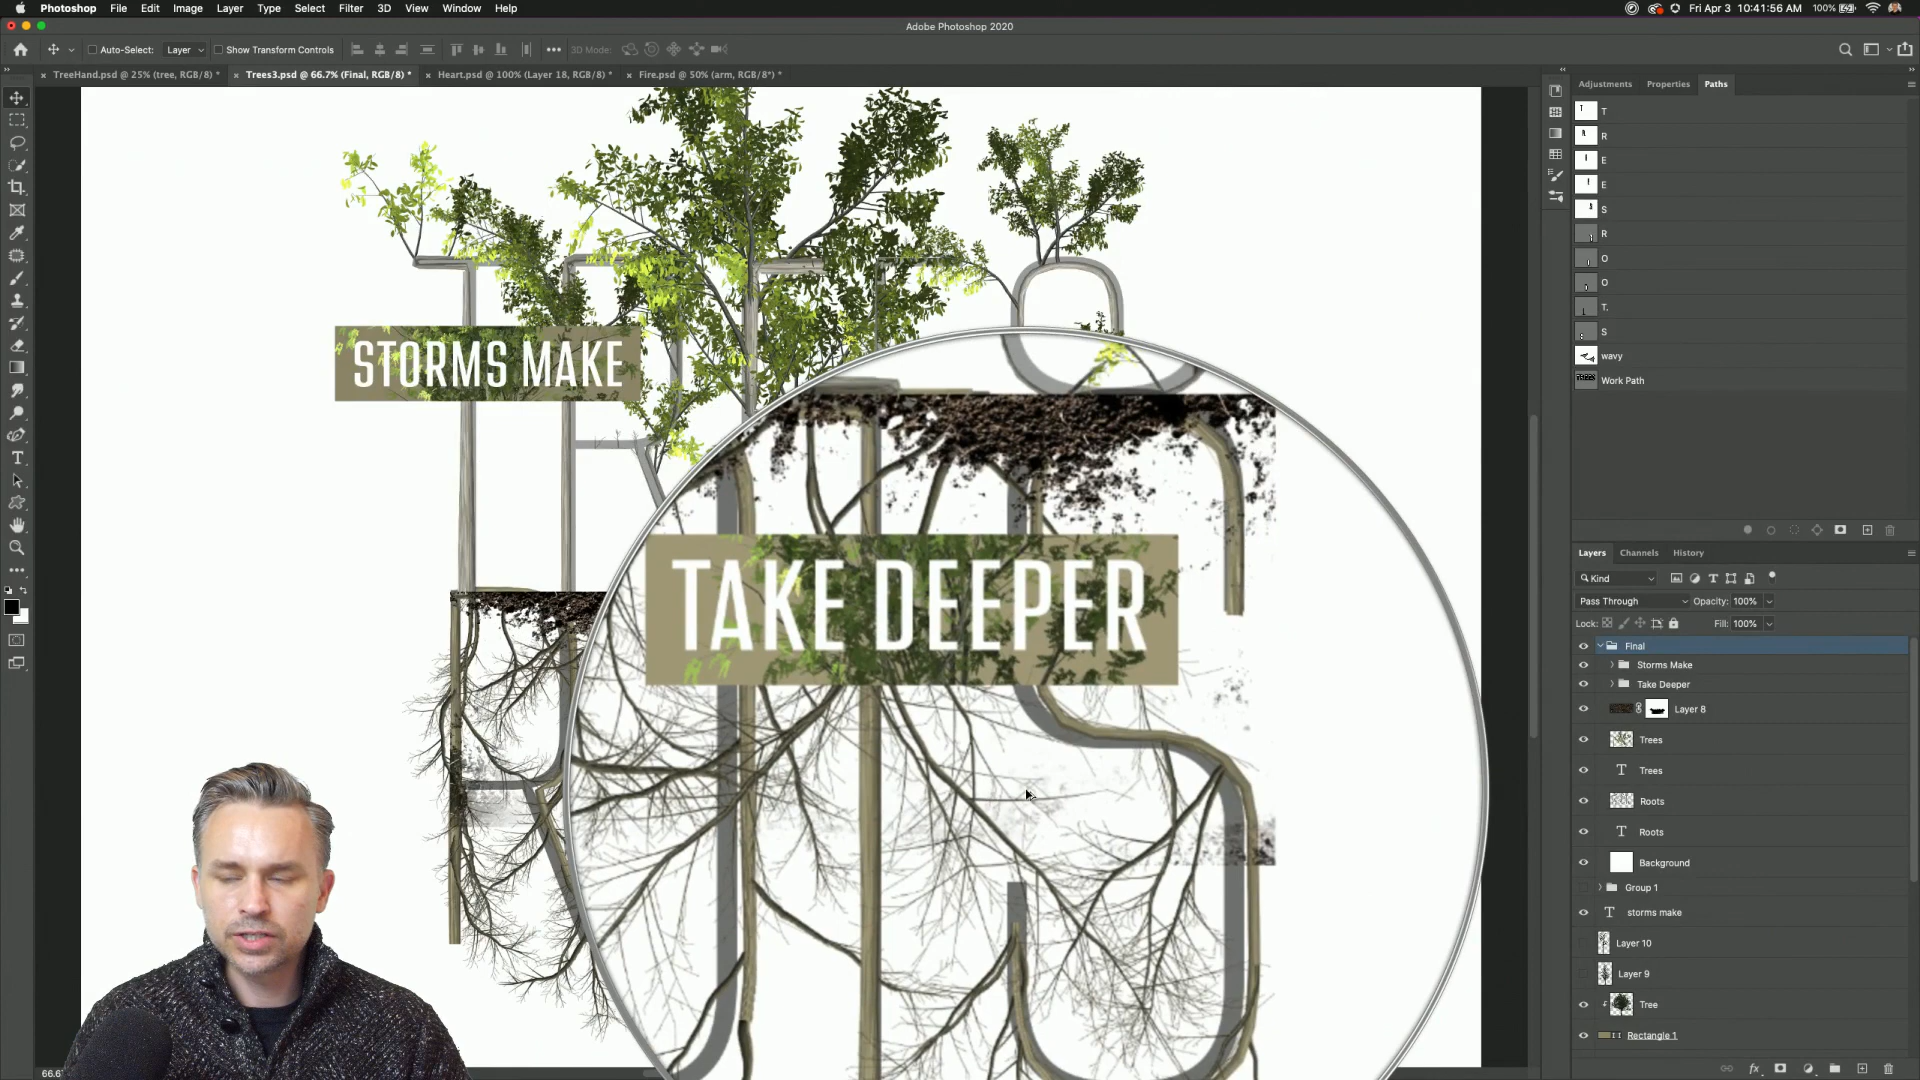 Photoshop File Edit Image Layer Type Select Filter 3D View Window Help
100% Fri Apr 3 10:41:56 AM
Adobe Photoshop 2020
Auto-Select: Layer Show Transform Controls 3D Mode:
TreeHand.psd @ 25% (tree, RGB/8) *
Trees3.psd @ 66.7% (Final, RGB/8) *
Heart.psd @ 100% (Layer 18, RGB/8) *
Fire.psd @ 50% (arm, RGB/8*) *
STORMS MAKE
TAKE DEEPER
66.6
Adjustments Properties Paths
T
R
E
E
S
R
O
O
T.
S
wavy
Work Path
Layers Channels History
Kind
Pass Through Opacity: 100%
Lock: Fill: 100%
Final
Storms Make
Take Deeper
Layer 8
Trees
Trees
Roots
Roots
Background
Group 1
storms make
Layer 10
Layer 9
Tree
Rectangle 1